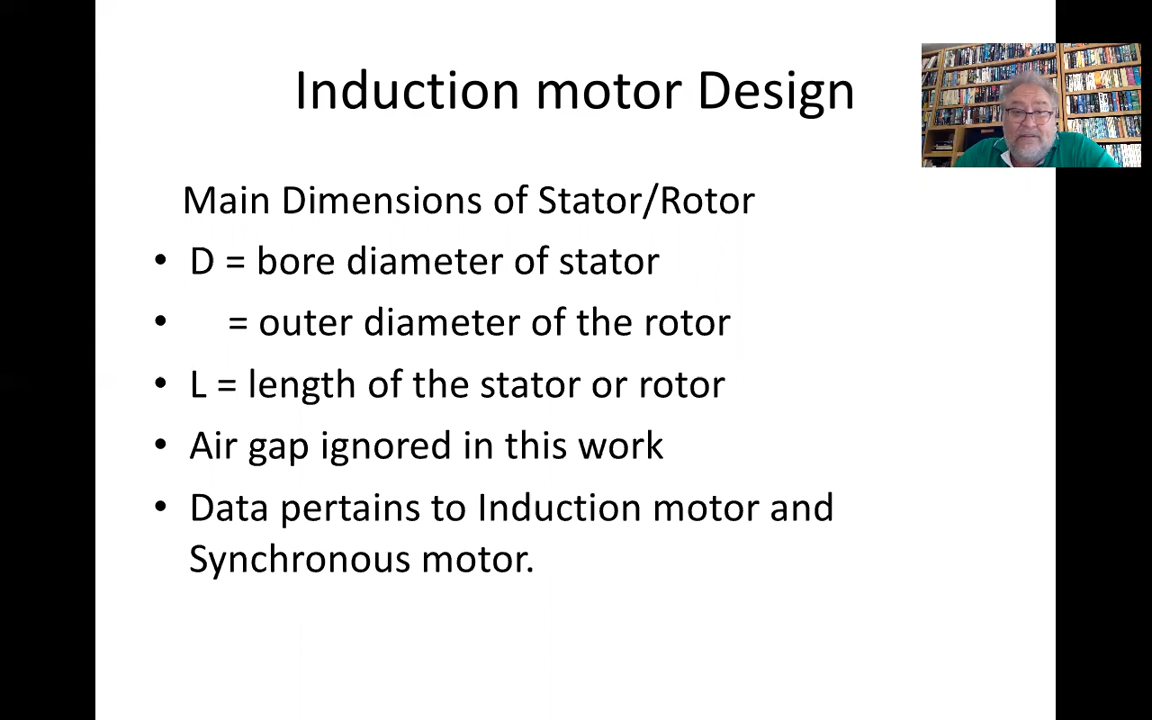 Induction motor Design
Main Dimensions of Stator/Rotor
• D = bore diameter of stator
• = outer diameter of the rotor
• L = length of the stator or rotor
• Air gap ignored in this work
• Data pertains to Induction motor and
Synchronous motor.